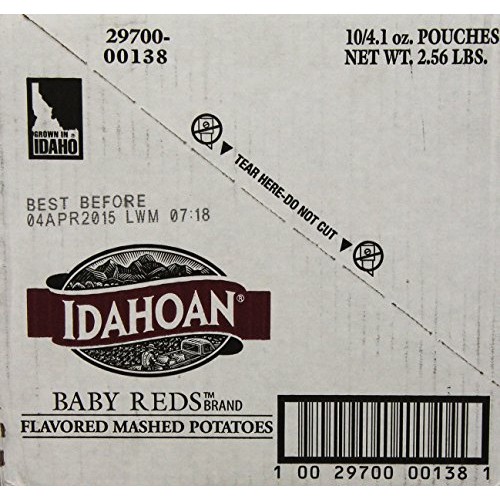 29700-
00138
10/4.1 oz. POUCHES
NET WT. 2.56 LBS.
GROWN IN
IDAHO
TEAR HERE-DO NOT CUT
BEST BEFORE
04APR2015 LWM 07:18
IDAHOAN®
BABY REDS™ BRAND
FLAVORED MASHED POTATOES
1 00 29700 00138 1